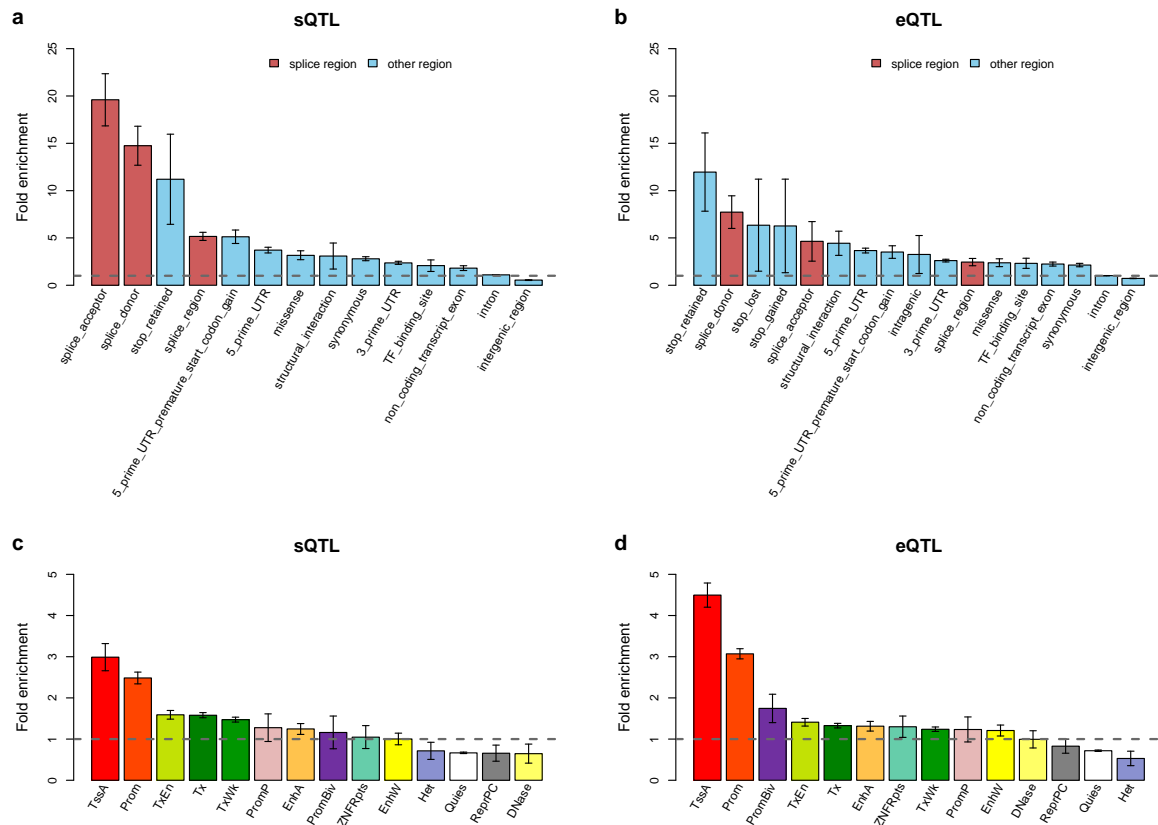 a
sQTL
Fold enrichment
25
20
15
10
5
0
splice region
other region
splice_acceptor
splice_donor
stop_retained
splice_region
5_prime_UTR_premature_start_codon_gain
5_prime_UTR
missense
structural_interaction
synonymous
3_prime_UTR
TF_binding_site
non_coding_transcript_exon
intron
intergenic_region
b
eQTL
Fold enrichment
25
20
15
10
5
0
splice region
other region
stop_retained
splice_donor
stop_lost
stop_gained
splice_acceptor
structural_interaction
5_prime_UTR
5_prime_UTR_premature_start_codon_gain
intragenic
3_prime_UTR
splice_region
missense
TF_binding_site
non_coding_transcript_exon
synonymous
intron
intergenic_region
c
sQTL
Fold enrichment
5
4
3
2
1
0
TssA
Prom
TxEn
Tx
TxWk
PromP
EnhA
PromBiv
ZNFRpts
EnhW
Het
Quies
ReprPC
DNase
d
eQTL
Fold enrichment
5
4
3
2
1
0
TssA
Prom
PromBiv
TxEn
Tx
EnhA
ZNFRpts
TxWk
PromP
EnhW
DNase
ReprPC
Quies
Het